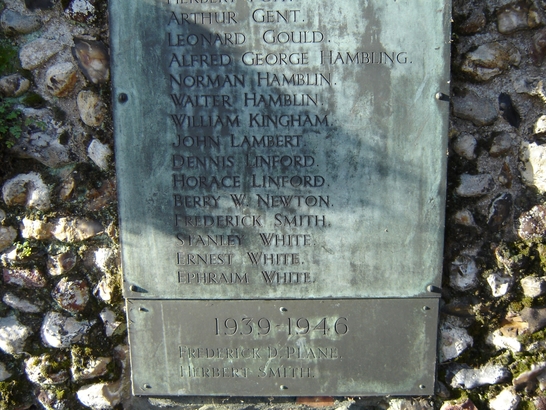 HERBERT
ARTHUR GENT.
LEONARD GOULD.
ALFRED GEORGE HAMBLING.
NORMAN HAMBLIN.
WALTER HAMBLIN.
WILLIAM KINGHAM.
JOHN LAMBERT.
DENNIS LINFORD.
HORACE LINFORD.
BERRY W. NEWTON.
FREDERICK SMITH.
STANLEY WHITE.
ERNEST WHITE.
EPHRAIM WHITE.
1939-1946
FREDERICK D. PLANE.
HERBERT SMITH.